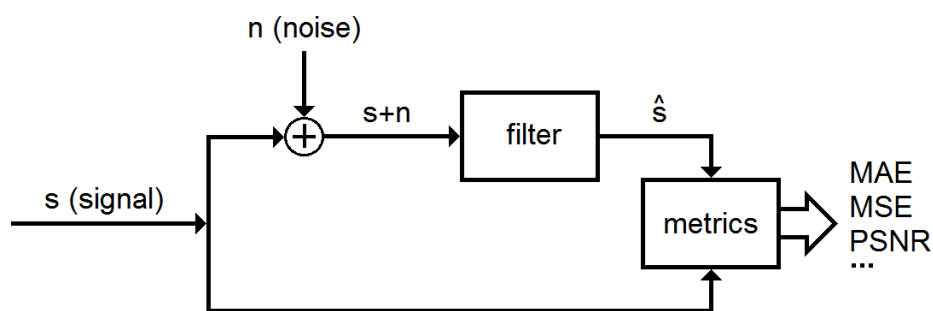 n (noise)
s+n
filter
ŝ
s (signal)
metrics
MAE
MSE
PSNR
...